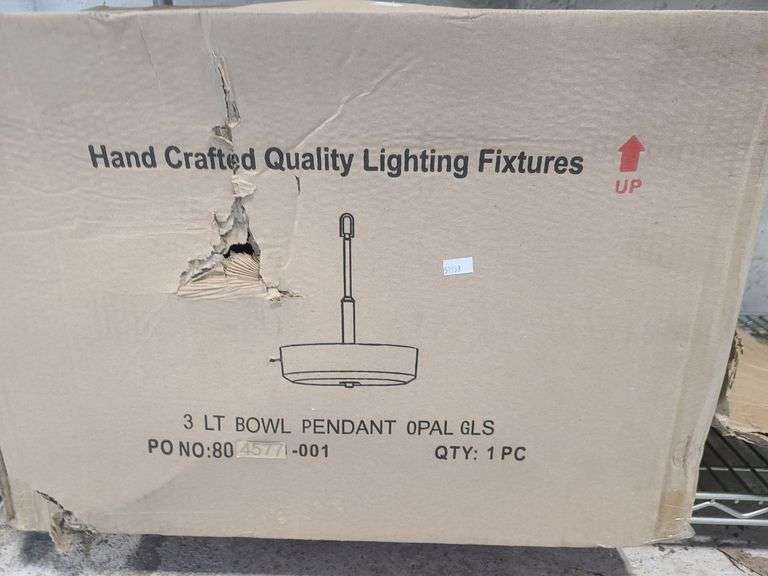 Hand Crafted Quality Lighting Fixtures
UP
3 LT BOWL PENDANT OPAL GLS
PO NO:80 4577 -001
QTY: 1 PC